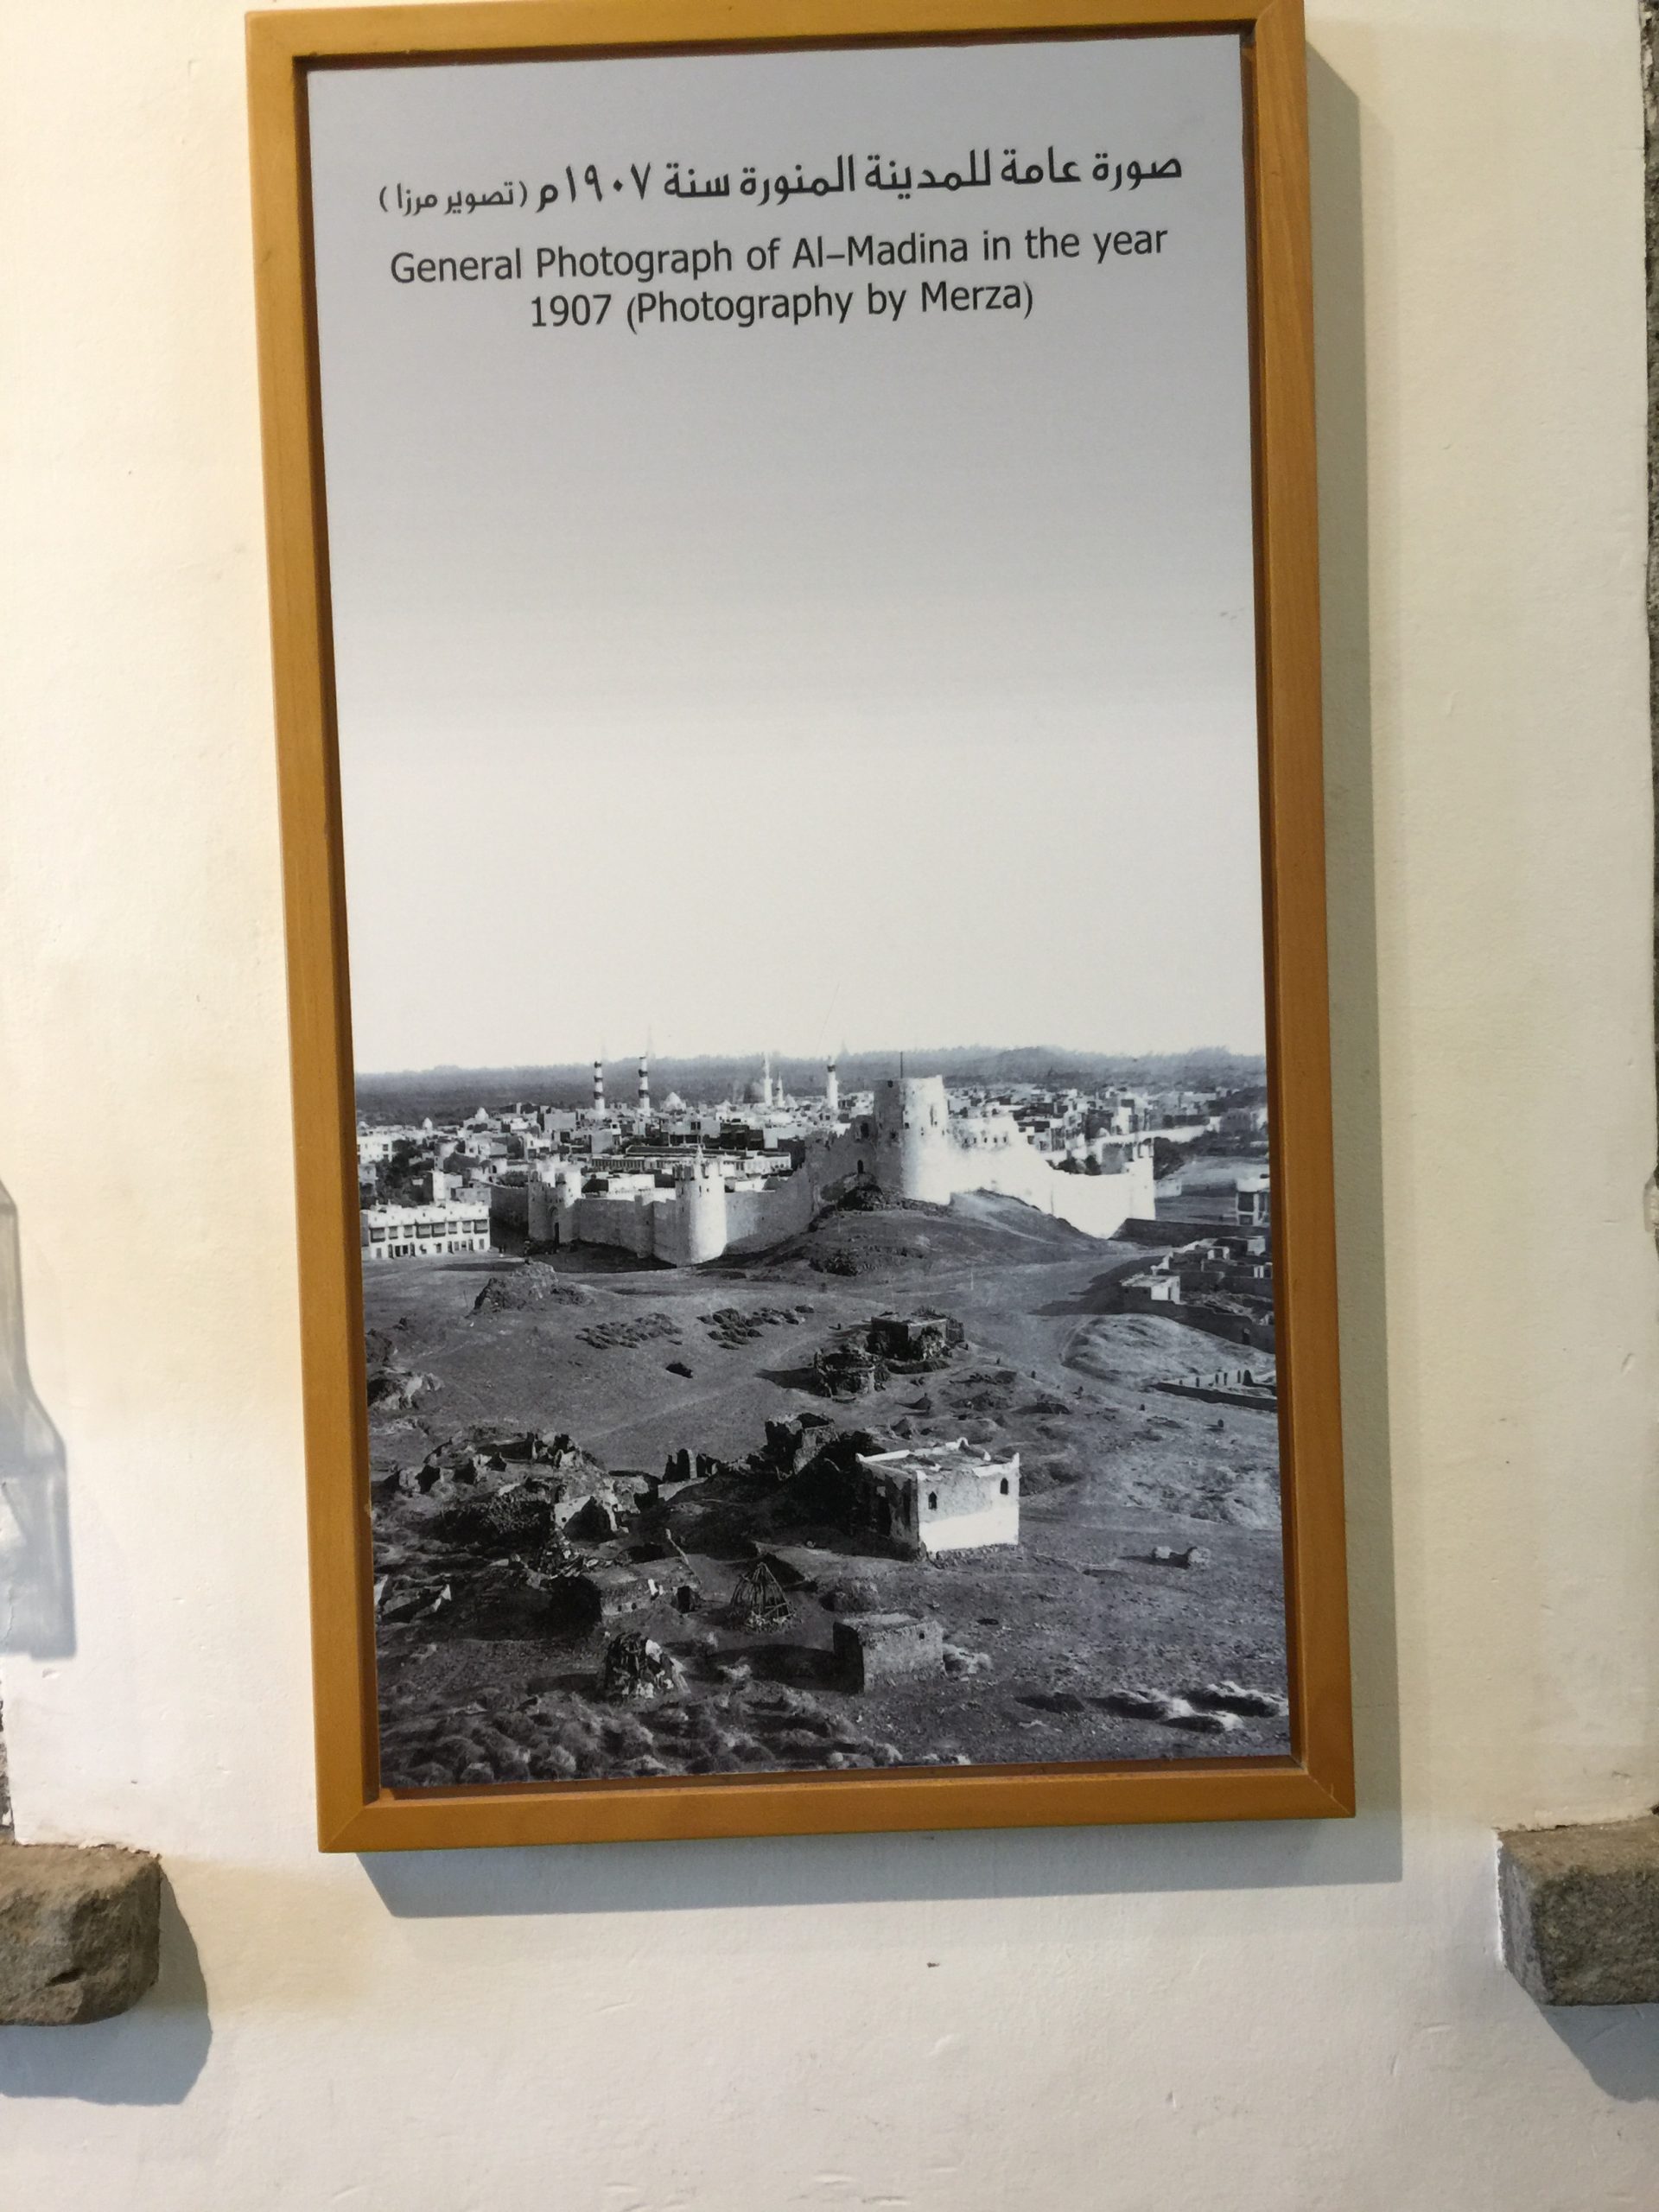 صورة عامة للمدينة المنورة سنة ١٩٠٧م (تصوير مرزا)
General Photograph of Al-Madina in the year
1907 (Photography by Merza)